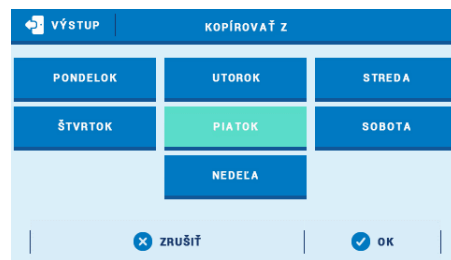 VÝSTUP KOPÍROVAŤ Z
PONDELOK UTOROK STREDA
ŠTVRTOK PIATOK SOBOTA
NEDEĽA
ZRUŠIŤ OK